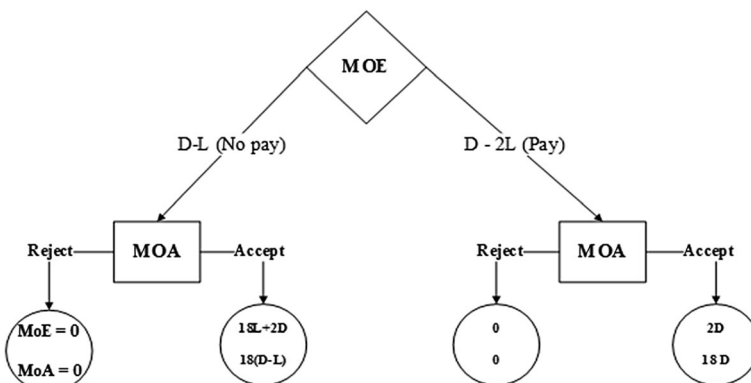 MOE
D-L (No pay)
D - 2L (Pay)
Reject
MOA
Accept
Reject
MOA
Accept
MoE = 0
MoA = 0
18L+2D
18(D-L)
0
0
2D
18D